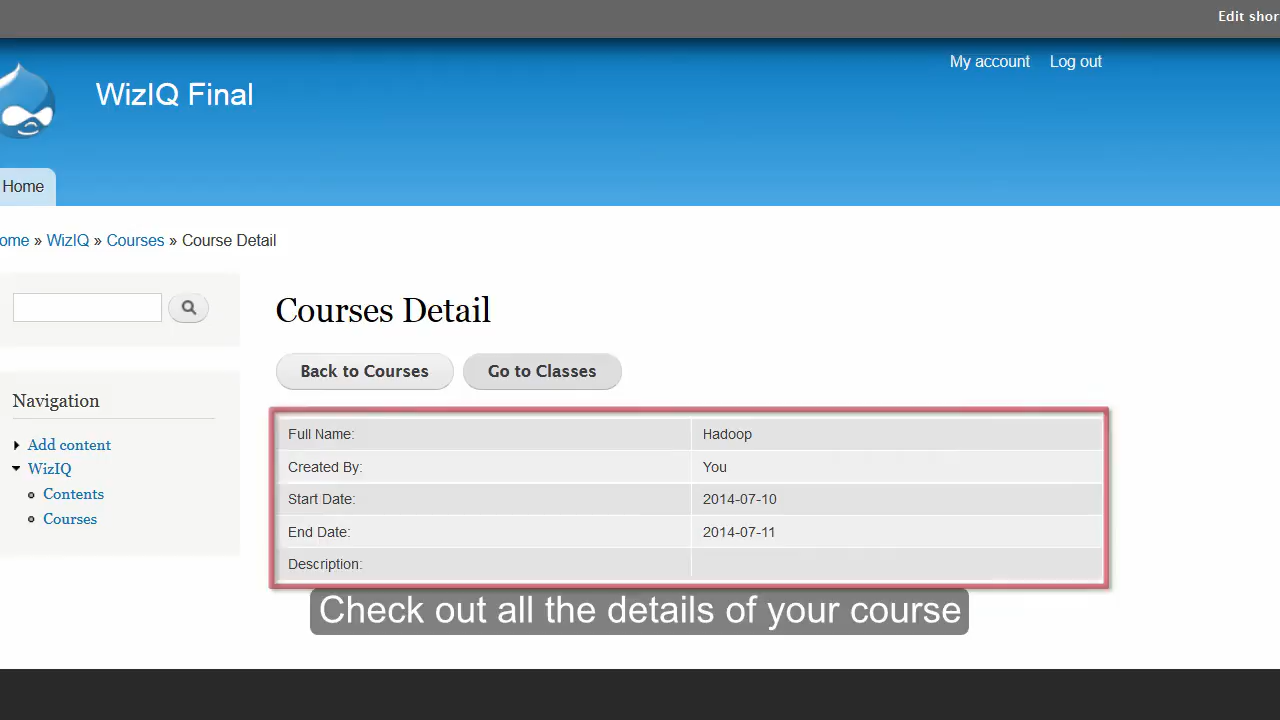 Edit shor
My account Log out
WizIQ Final
Home
ome » WizIQ » Courses » Course Detail
Courses Detail
Back to Courses Go to Classes
Navigation
Add content
WizIQ
Contents
Courses
Full Name: Hadoop
Created By: You
Start Date: 2014-07-10
End Date: 2014-07-11
Description:
Check out all the details of your course